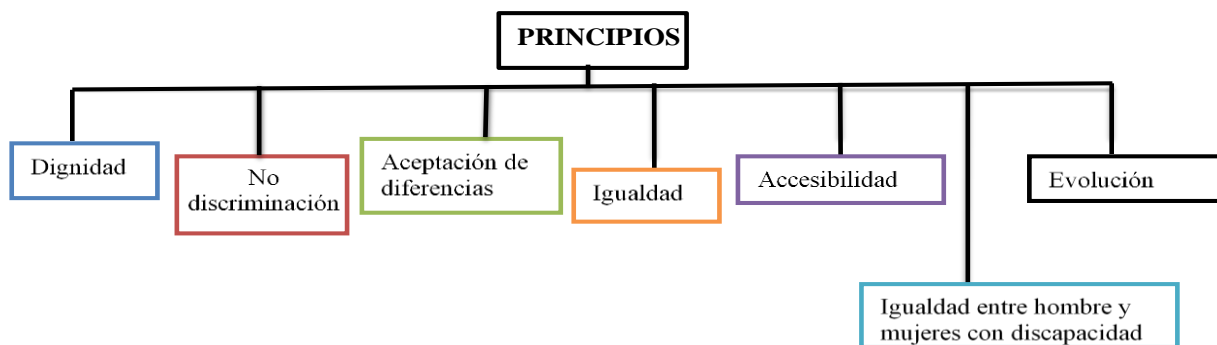 PRINCIPIOS
Dignidad
No
discriminación
Aceptación de
diferencias
Igualdad
Accesibilidad
Evolución
Igualdad entre hombre y
mujeres con discapacidad